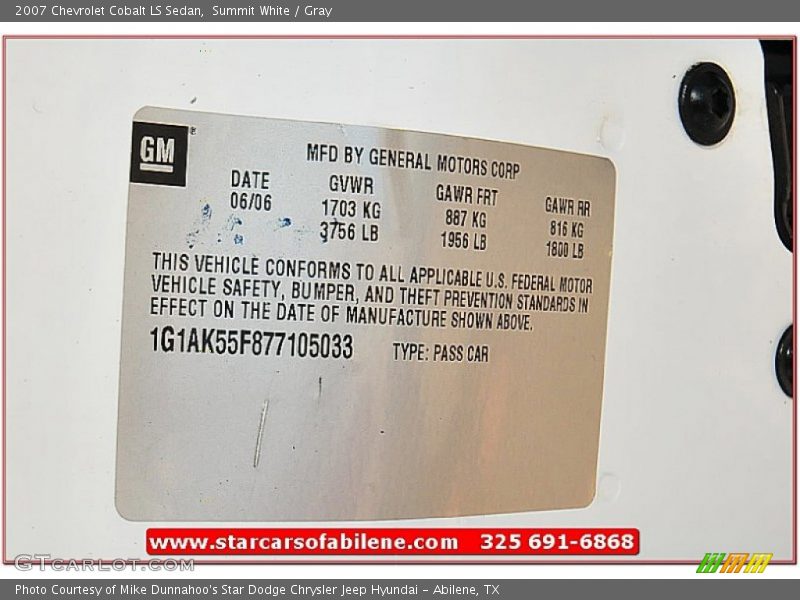 2007 Chevrolet Cobalt LS Sedan,  Summit White / Gray
GM
MFD BY GENERAL MOTORS CORP
DATE GVWR GAWR FRT GAWR RR
06/06 1703 KG 887 KG 816 KG
3756 LB 1956 LB 1800 LB
THIS VEHICLE CONFORMS TO ALL APPLICABLE U.S. FEDERAL MOTOR
VEHICLE SAFETY, BUMPER, AND THEFT PREVENTION STANDARDS IN
EFFECT ON THE DATE OF MANUFACTURE SHOWN ABOVE.
1G1AK55F877105033 TYPE: PASS CAR
www.starcarsofabilene.com 325 691-6868
GTcarlot.com
Photo Courtesy of Mike Dunnahoo's Star Dodge Chrysler Jeep Hyundai - Abilene, TX